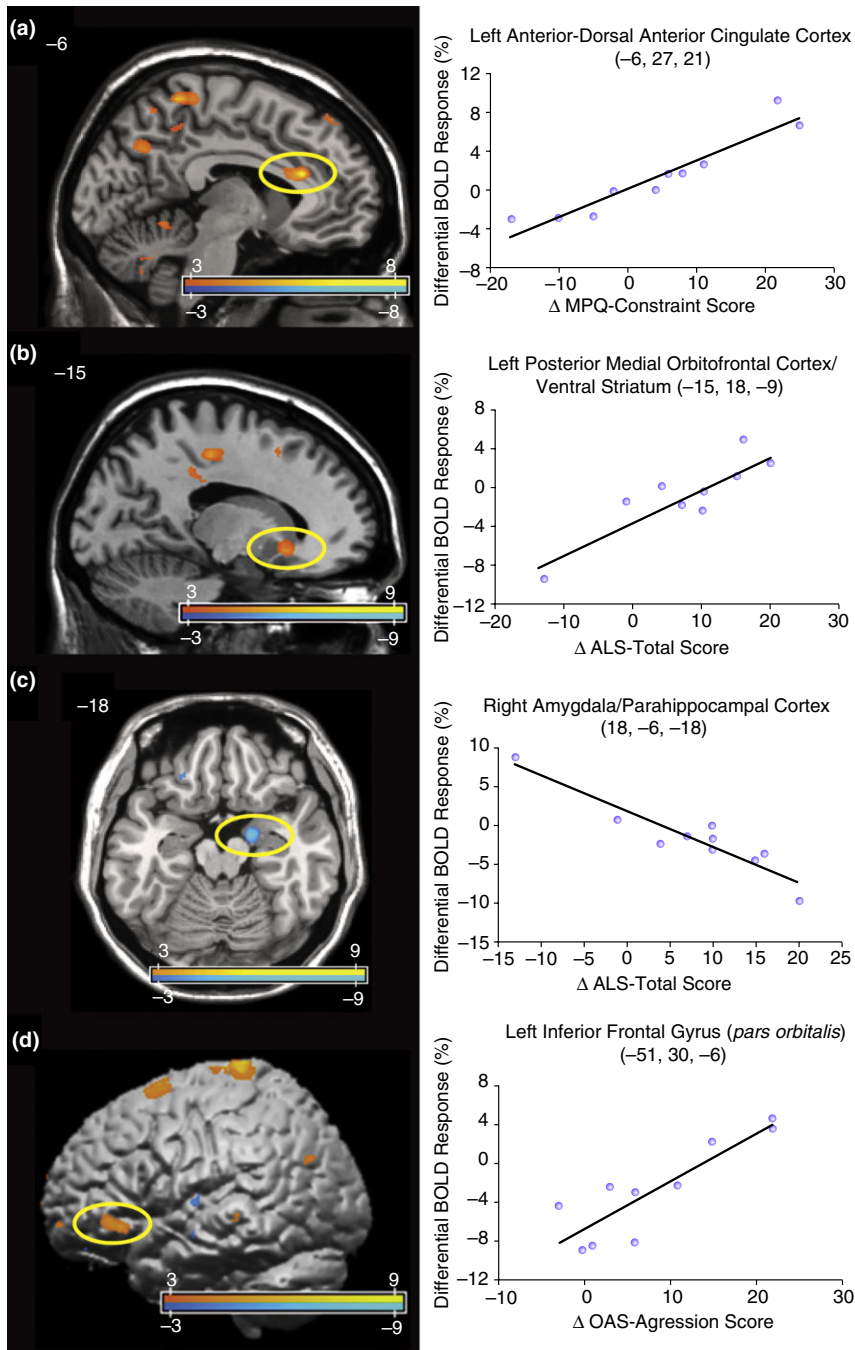 (a)
−6
3 8
−3 −8
Left Anterior-Dorsal Anterior Cingulate Cortex
(−6, 27, 21)
Differential BOLD Response (%)
12
8
4
0
−4
−8
−20 −10 0 10 20 30
Δ MPQ-Constraint Score
(b)
−15
3 9
−3 −9
Left Posterior Medial Orbitofrontal Cortex/
Ventral Striatum (−15, 18, −9)
Differential BOLD Response (%)
8
4
0
−4
−8
−12
−20 −10 0 10 20 30
Δ ALS-Total Score
(c)
−18
3 9
−3 −9
Right Amygdala/Parahippocampal Cortex
(18, −6, −18)
Differential BOLD Response (%)
10
5
0
−5
−10
−15
−15 −10 −5 0 5 10 15 20 25
Δ ALS-Total Score
(d)
3 9
−3 −9
Left Inferior Frontal Gyrus (pars orbitalis)
(−51, 30, −6)
Differential BOLD Response (%)
8
4
0
−4
−8
−12
−10 0 10 20 30
Δ OAS-Agression Score